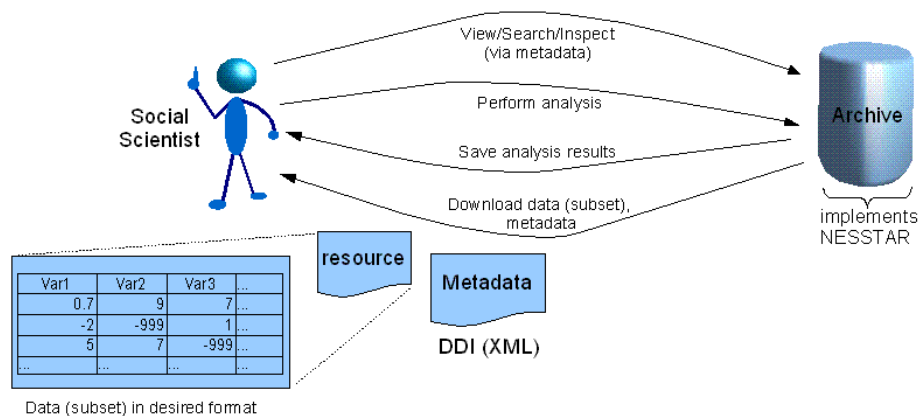 View/Search/Inspect
(via metadata)
Social
Scientist
Perform analysis
Archive
Save analysis results
Download data (subset),
metadata
implements
NESSTAR
resource
Metadata
DDI (XML)
Var1 Var2 Var3 ...
0.7 9 7 ...
-2 -999 1 ...
5 7 -999 ...
... ... ... ...
Data (subset) in desired format